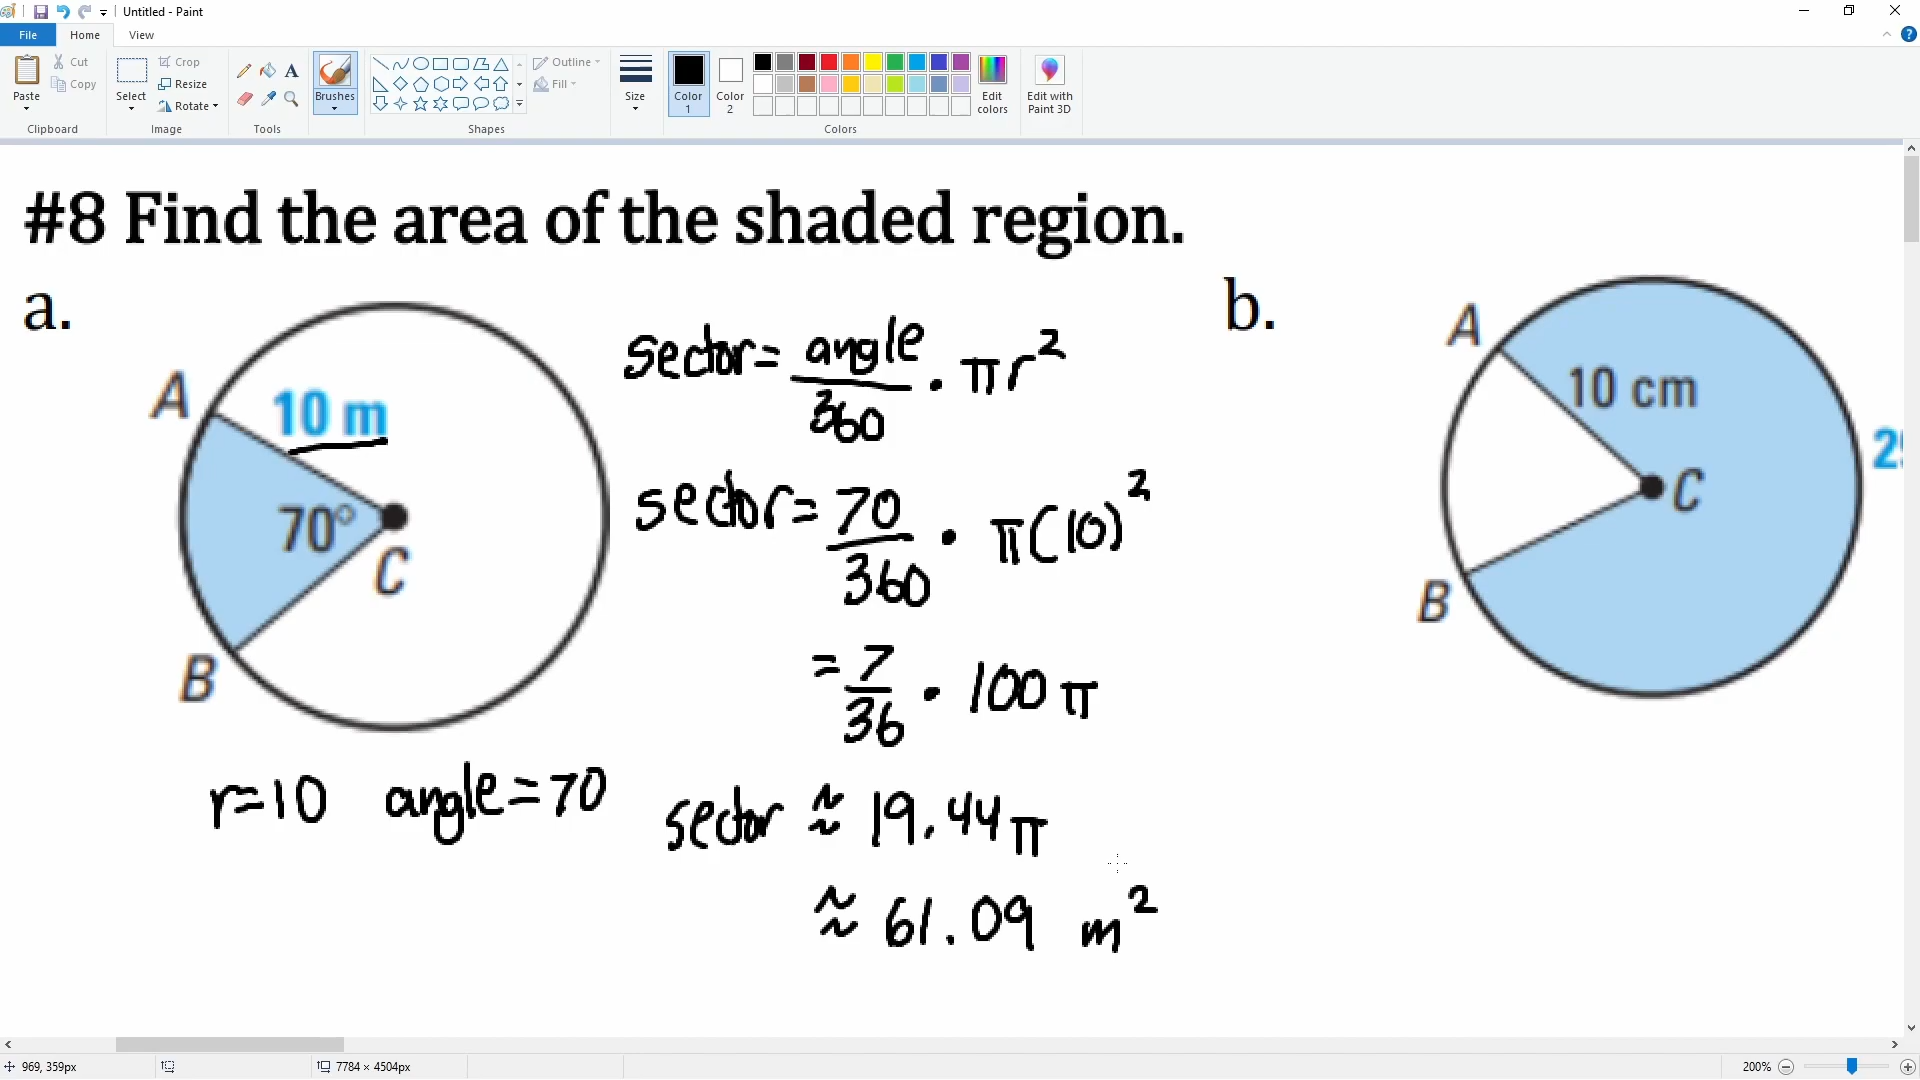 Untitled - Paint
File
Home
View
Paste
Cut
Copy
Clipboard
Select
Crop
Resize
Rotate
Image
A
Tools
Brushes
Shapes
Outline
Fill
Size
Color 1
Color 2
Colors
Edit colors
Edit with Paint 3D
#8 Find the area of the shaded region.
a.
A
10 m
70°
C
B
r=10 angle=70
sector = angle/360 · πr²
sector = 70/360 · π(10)²
= 7/36 · 100π
sector ≈ 19.44π
≈ 61.09 m²
b.
A
10 cm
C
B
969, 359px
7784 × 4504px
200%